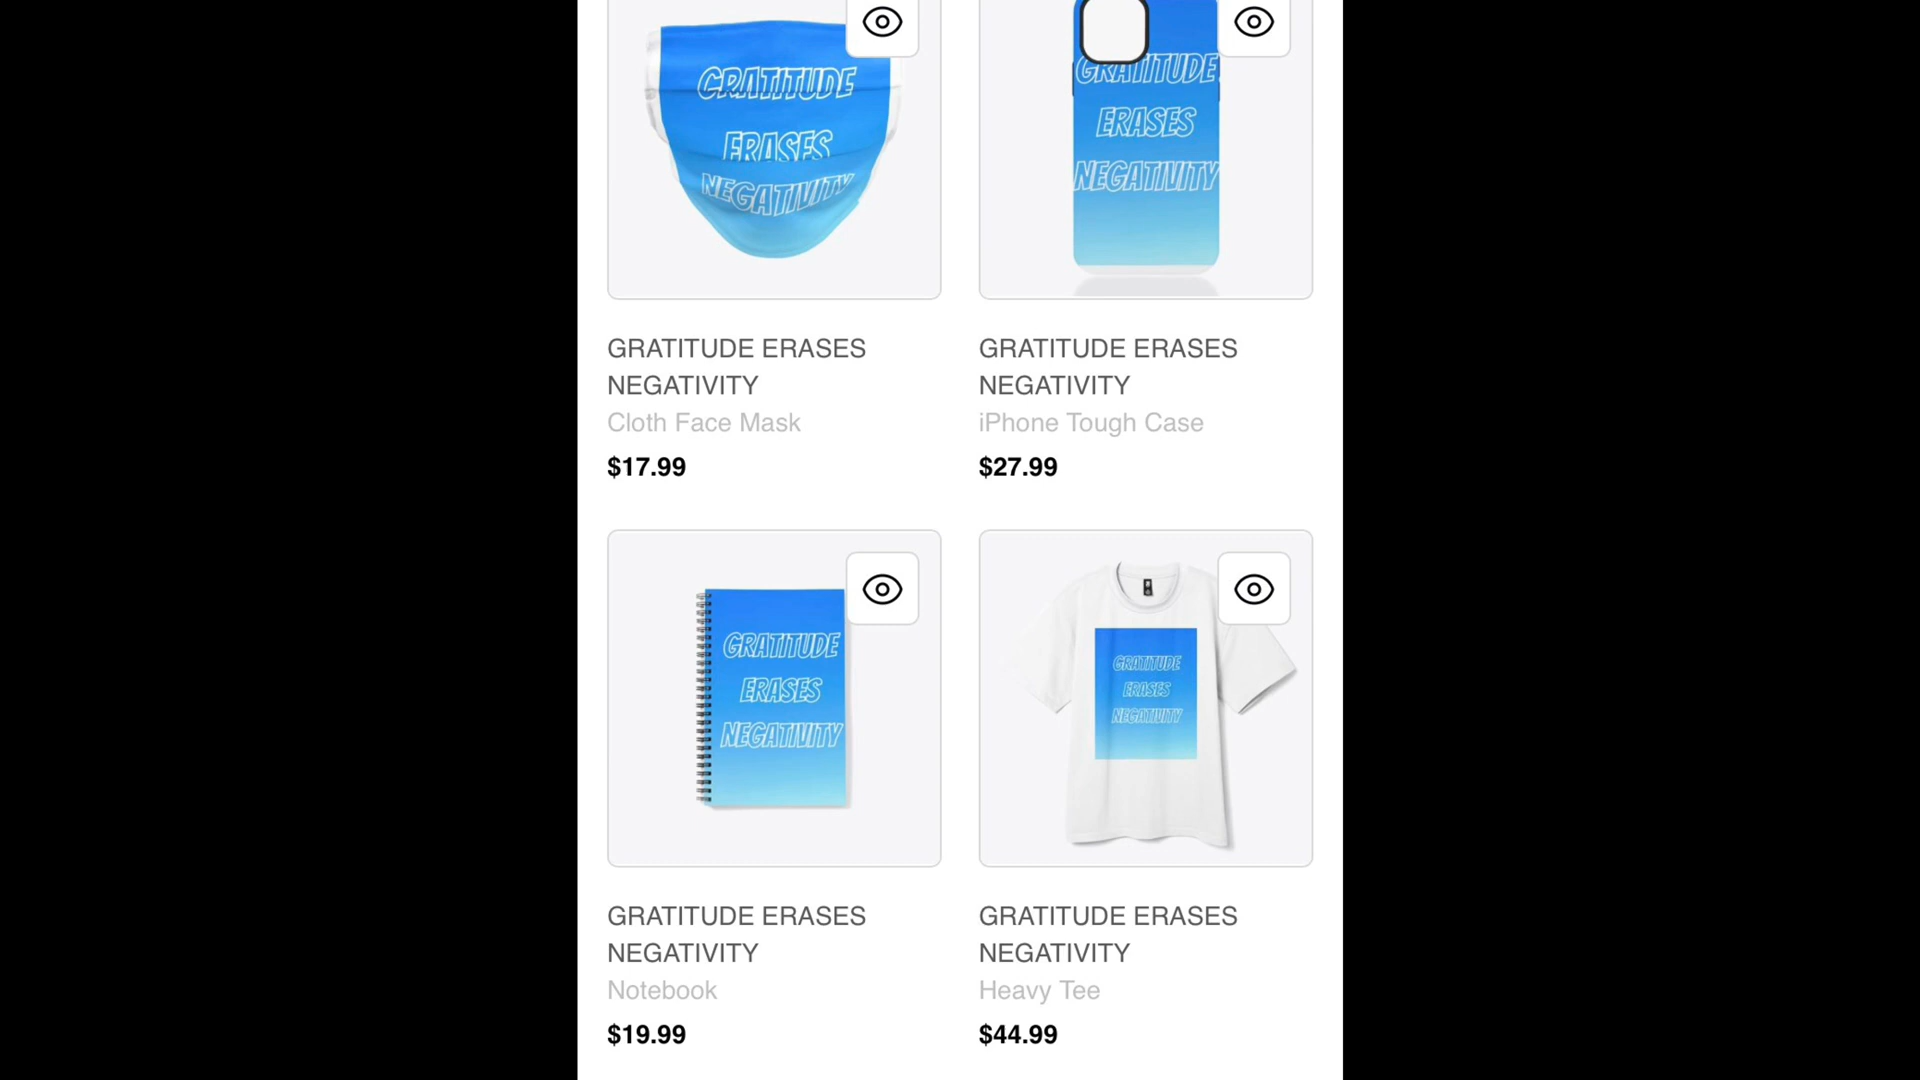 GRATITUDE
ERASES
NEGATIVITY
GRATITUDE
ERASES
NEGATIVITY
GRATITUDE ERASES
NEGATIVITY
Cloth Face Mask
$17.99
GRATITUDE ERASES
NEGATIVITY
iPhone Tough Case
$27.99
GRATITUDE
ERASES
NEGATIVITY
GRATITUDE
ERASES
NEGATIVITY
GRATITUDE ERASES
NEGATIVITY
Notebook
$19.99
GRATITUDE ERASES
NEGATIVITY
Heavy Tee
$44.99